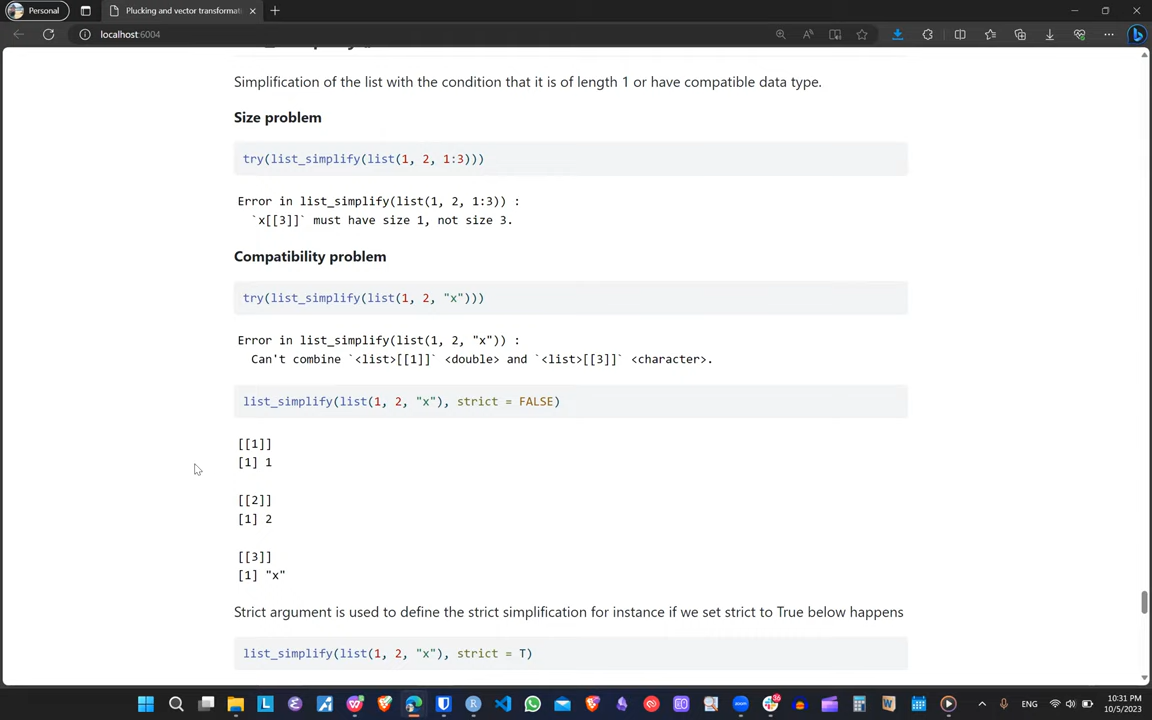 Personal
Plucking and vector transformat
localhost:6004
Simplification of the list with the condition that it is of length 1 or have compatible data type.
Size problem
try(list_simplify(list(1, 2, 1:3)))
Error in list_simplify(list(1, 2, 1:3)) :
`x[[3]]` must have size 1, not size 3.
Compatibility problem
try(list_simplify(list(1, 2, "x")))
Error in list_simplify(list(1, 2, "x")) :
Can't combine `<list>[[1]]` <double> and `<list>[[3]]` <character>.
list_simplify(list(1, 2, "x"), strict = FALSE)
[[1]]
[1] 1
[[2]]
[1] 2
[[3]]
[1] "x"
Strict argument is used to define the strict simplification for instance if we set strict to True below happens
list_simplify(list(1, 2, "x"), strict = T)
ENG
10:31 PM
10/5/2023